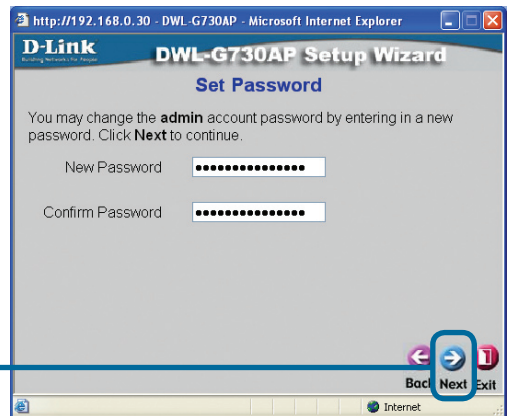 http://192.168.0.30 - DWL-G730AP - Microsoft Internet Explorer
D-Link
Building Networks for People
DWL-G730AP Setup Wizard
Set Password
You may change the admin account password by entering in a new
password. Click Next to continue.
New Password ●●●●●●●●●●●●●●●
Confirm Password ●●●●●●●●●●●●●●●
Back Next Exit
Internet